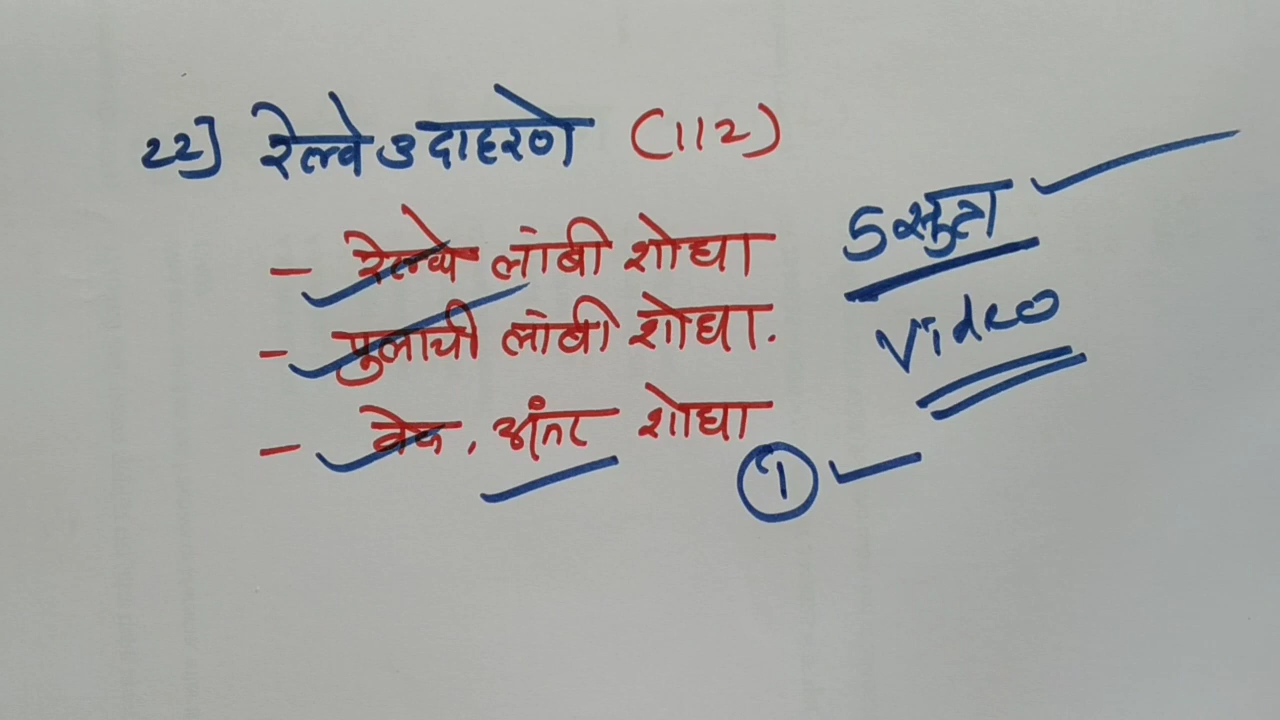 22] रेल्वे उदाहरणे (112)
- रेल्वे लांबी शोधा
- पुलाची लांबी शोधा.
- वेळ, अंतर शोधा
5 सुत्रा
Video
1